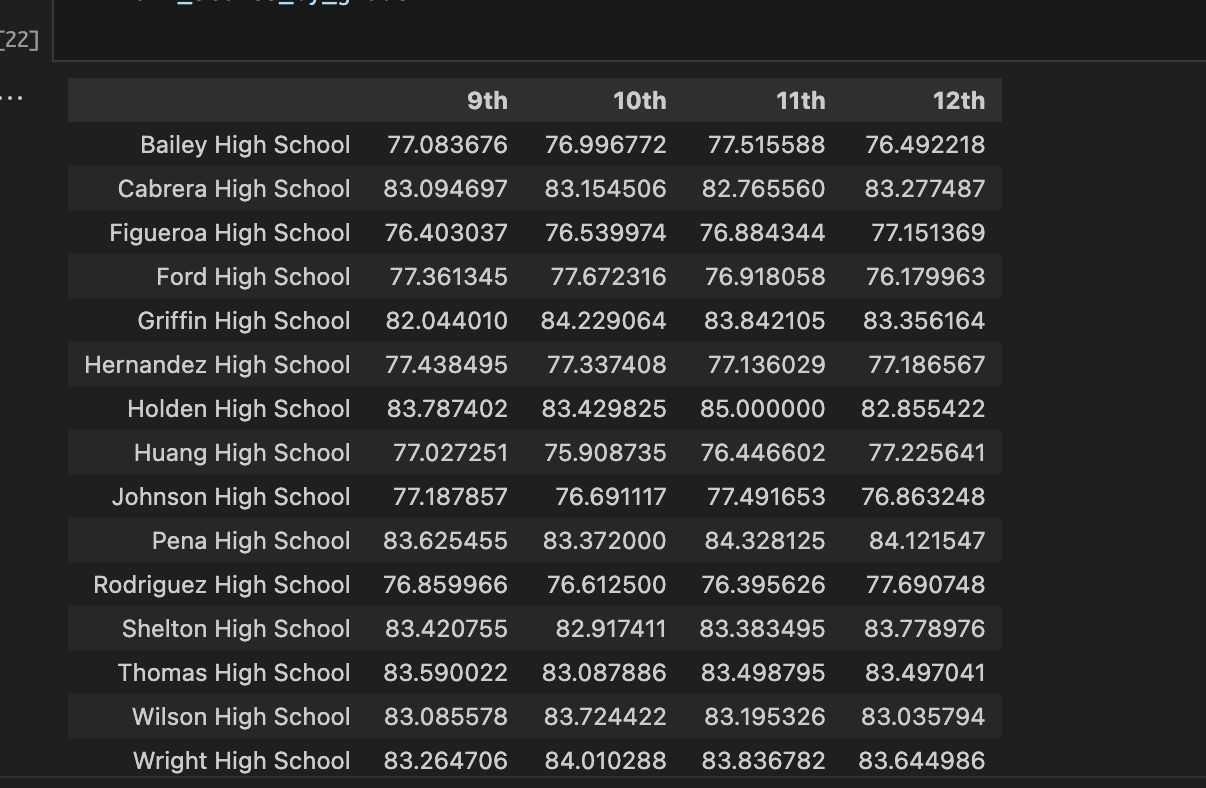 [22]
...
9th 10th 11th 12th
Bailey High School 77.083676 76.996772 77.515588 76.492218
Cabrera High School 83.094697 83.154506 82.765560 83.277487
Figueroa High School 76.403037 76.539974 76.884344 77.151369
Ford High School 77.361345 77.672316 76.918058 76.179963
Griffin High School 82.044010 84.229064 83.842105 83.356164
Hernandez High School 77.438495 77.337408 77.136029 77.186567
Holden High School 83.787402 83.429825 85.000000 82.855422
Huang High School 77.027251 75.908735 76.446602 77.225641
Johnson High School 77.187857 76.691117 77.491653 76.863248
Pena High School 83.625455 83.372000 84.328125 84.121547
Rodriguez High School 76.859966 76.612500 76.395626 77.690748
Shelton High School 83.420755 82.917411 83.383495 83.778976
Thomas High School 83.590022 83.087886 83.498795 83.497041
Wilson High School 83.085578 83.724422 83.195326 83.035794
Wright High School 83.264706 84.010288 83.836782 83.644986